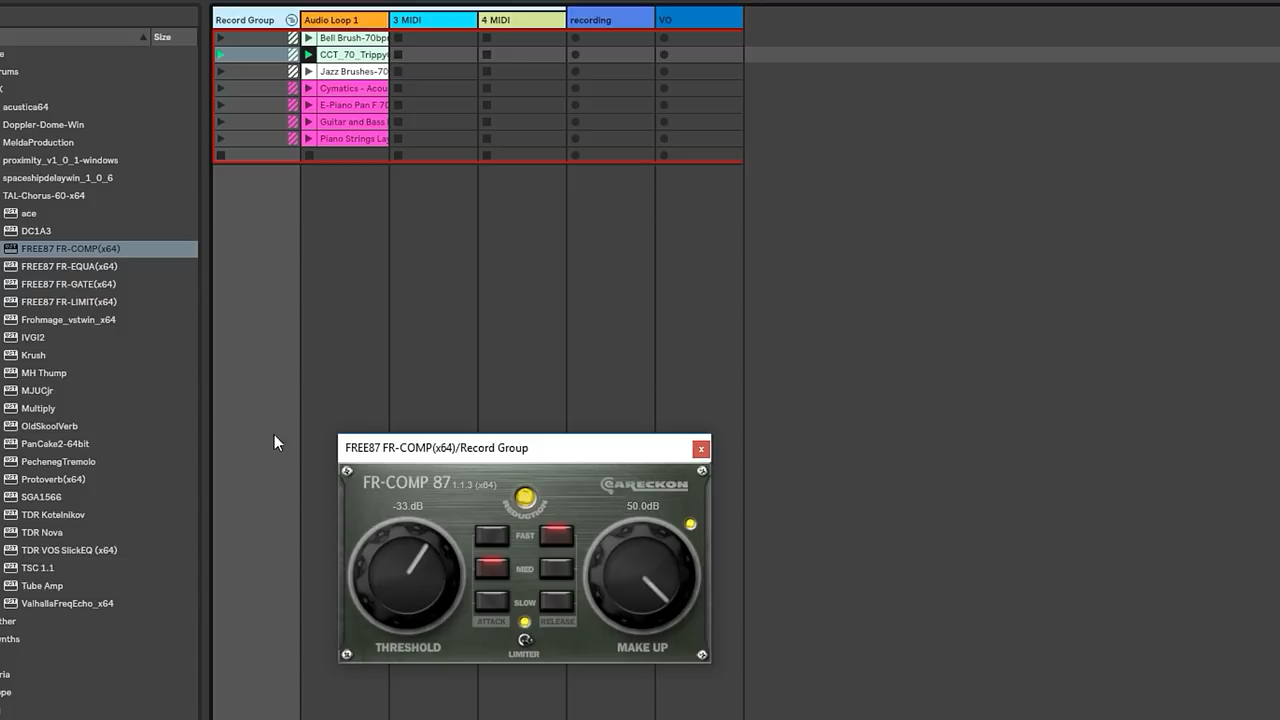 Size
e
rums
X
acustica64
Doppler-Dome-Win
MeldaProduction
proximity_v1_0_1-windows
spaceshipdelaywin_1_0_6
TAL-Chorus-60-x64
ace
DC1A3
FREE87 FR-COMP(x64)
FREE87 FR-EQUA(x64)
FREE87 FR-GATE(x64)
FREE87 FR-LIMIT(x64)
Frohmage_vstwin_x64
IVGI2
Krush
MH Thump
MJUCjr
Multiply
OldSkoolVerb
PanCake2-64bit
PechenegTremolo
Protoverb(x64)
SGA1566
TDR Kotelnikov
TDR Nova
TDR VOS SlickEQ (x64)
TSC 1.1
Tube Amp
ValhallaFreqEcho_x64
ther
ynths
ria
pe
Record Group
Audio Loop 1
3 MIDI
4 MIDI
recording
VO
Bell Brush-70bp
CCT_70_Trippy
Jazz Brushes-70
Cymatics - Acou
E-Piano Pan F.70
Guitar and Bass
Piano Strings Lay
FREE87 FR-COMP(x64)/Record Group
x
FR-COMP 87 1.1.3 (x64)
CARECKON
-33.dB
REDUCTION
50.0dB
FAST
MED
SLOW
ATTACK
RELEASE
THRESHOLD
LIMITER
MAKE UP